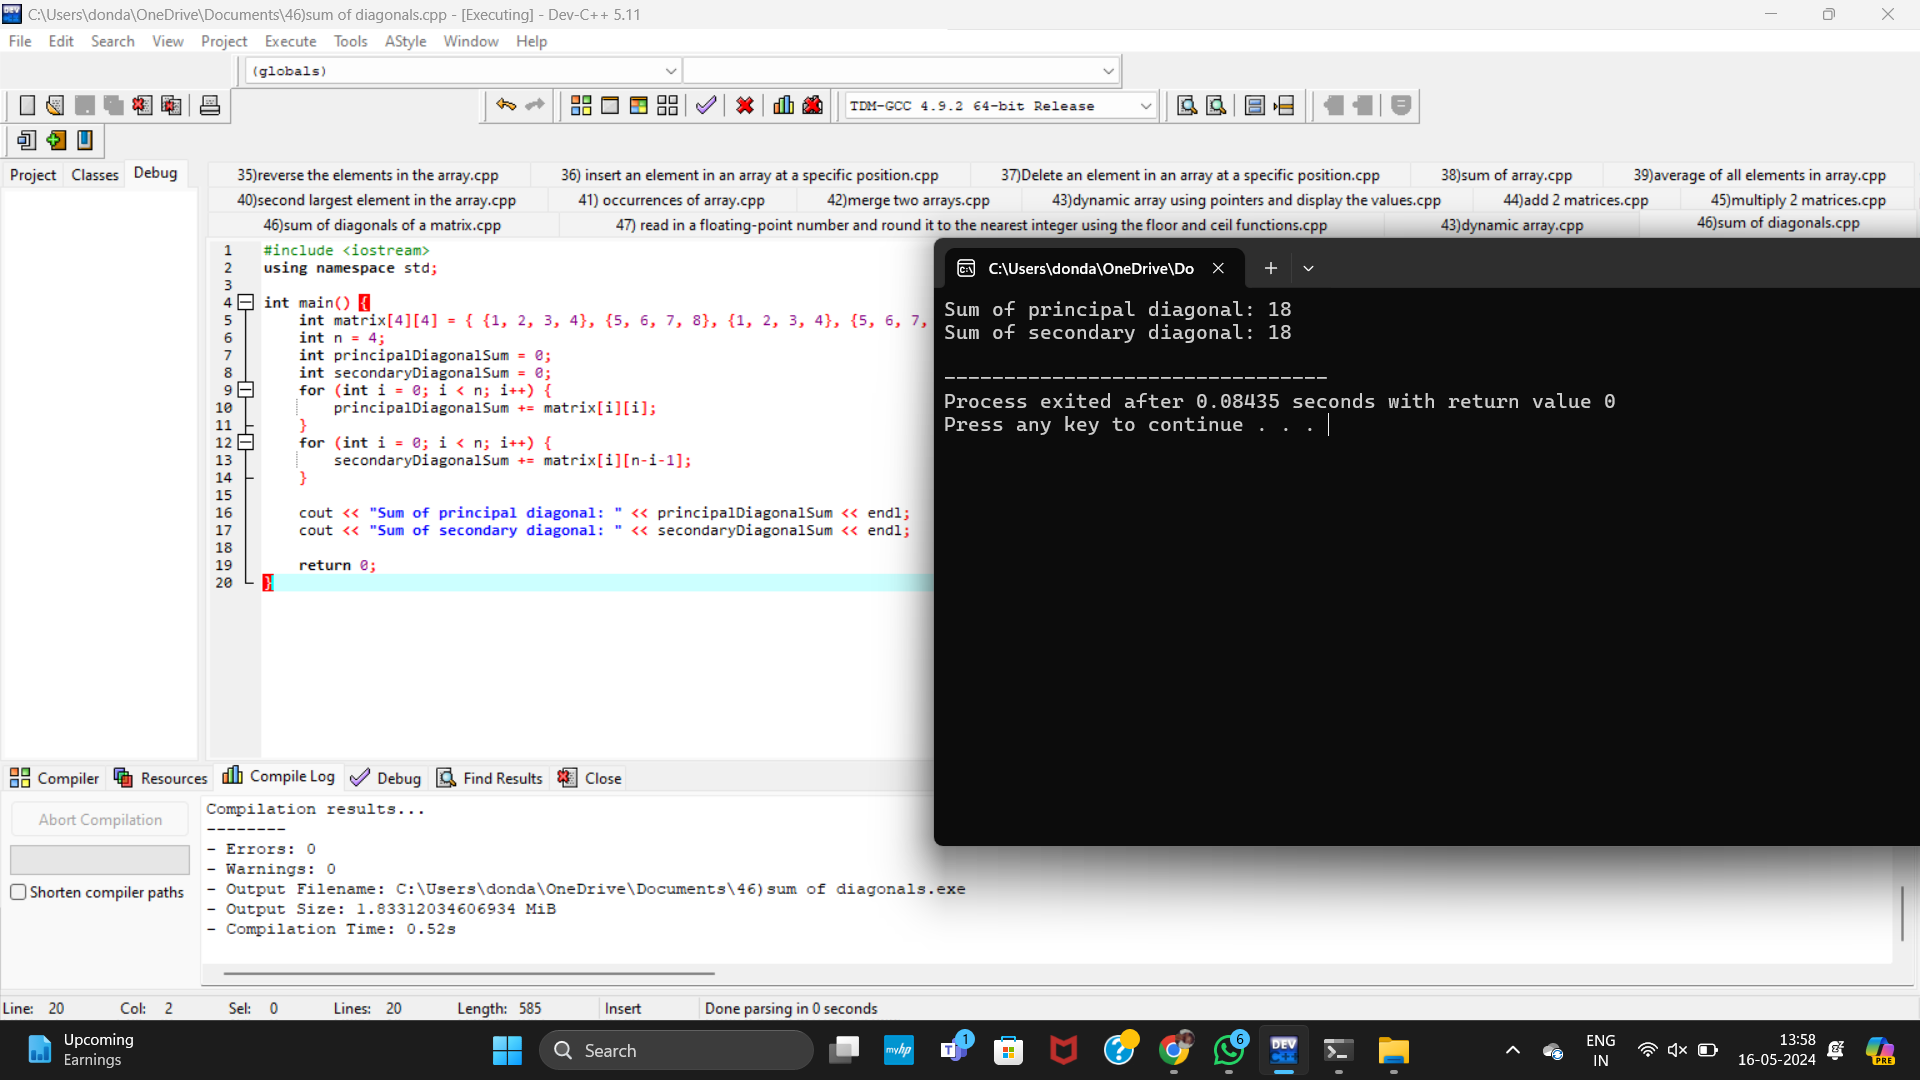 C:\Users\donda\OneDrive\Documents\46)sum of diagonals.cpp - [Executing] - Dev-C++ 5.11
File Edit Search View Project Execute Tools AStyle Window Help
(globals)
TDM-GCC 4.9.2 64-bit Release
Project Classes Debug
35)reverse the elements in the array.cpp 36) insert an element in an array at a specific position.cpp 37)Delete an element in an array at a specific position.cpp 38)sum of array.cpp 39)average of all elements in array.cpp
40)second largest element in the array.cpp 41) occurrences of array.cpp 42)merge two arrays.cpp 43)dynamic array using pointers and display the values.cpp 44)add 2 matrices.cpp 45)multiply 2 matrices.cpp
46)sum of diagonals of a matrix.cpp 47) read in a floating-point number and round it to the nearest integer using the floor and ceil functions.cpp 43)dynamic array.cpp 46)sum of diagonals.cpp
1 #include <iostream>
2 using namespace std;
3
4 int main() {
5 int matrix[4][4] = { {1, 2, 3, 4}, {5, 6, 7, 8}, {1, 2, 3, 4}, {5, 6, 7,
6 int n = 4;
7 int principalDiagonalSum = 0;
8 int secondaryDiagonalSum = 0;
9 for (int i = 0; i < n; i++) {
10 principalDiagonalSum += matrix[i][i];
11 }
12 for (int i = 0; i < n; i++) {
13 secondaryDiagonalSum += matrix[i][n-i-1];
14 }
15
16 cout << "Sum of principal diagonal: " << principalDiagonalSum << endl;
17 cout << "Sum of secondary diagonal: " << secondaryDiagonalSum << endl;
18
19 return 0;
20 }
C:\Users\donda\OneDrive\Do
Sum of principal diagonal: 18
Sum of secondary diagonal: 18
--------------------------------
Process exited after 0.08435 seconds with return value 0
Press any key to continue . . .
Compiler Resources Compile Log Debug Find Results Close
Abort Compilation
Shorten compiler paths
Compilation results...
--------
- Errors: 0
- Warnings: 0
- Output Filename: C:\Users\donda\OneDrive\Documents\46)sum of diagonals.exe
- Output Size: 1.83312034606934 MiB
- Compilation Time: 0.52s
Line: 20 Col: 2 Sel: 0 Lines: 20 Length: 585 Insert Done parsing in 0 seconds
Upcoming
Earnings
Search
myhp
1
6
DEV
ENG
IN
13:58
16-05-2024
PRE